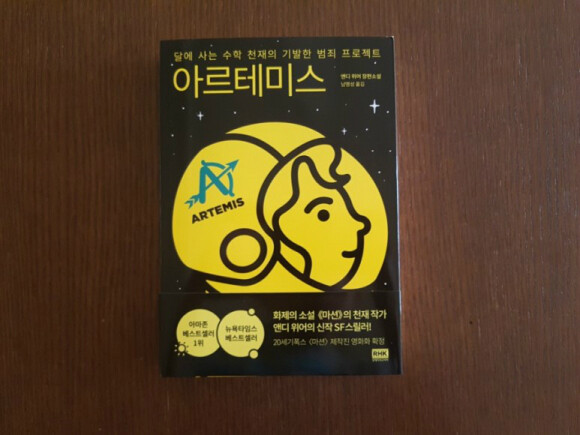 달에 사는 수학 천재의 기발한 범죄 프로젝트
아르테미스
앤디 위어 장편소설
남명성 옮김
ARTEMIS
아마존
베스트셀러
1위
뉴욕타임스
베스트셀러
화제의 소설 《마션》의 천재 작가
앤디 위어의 신작 SF스릴러!
20세기폭스 〈마션〉 제작진 영화화 확정
RHK